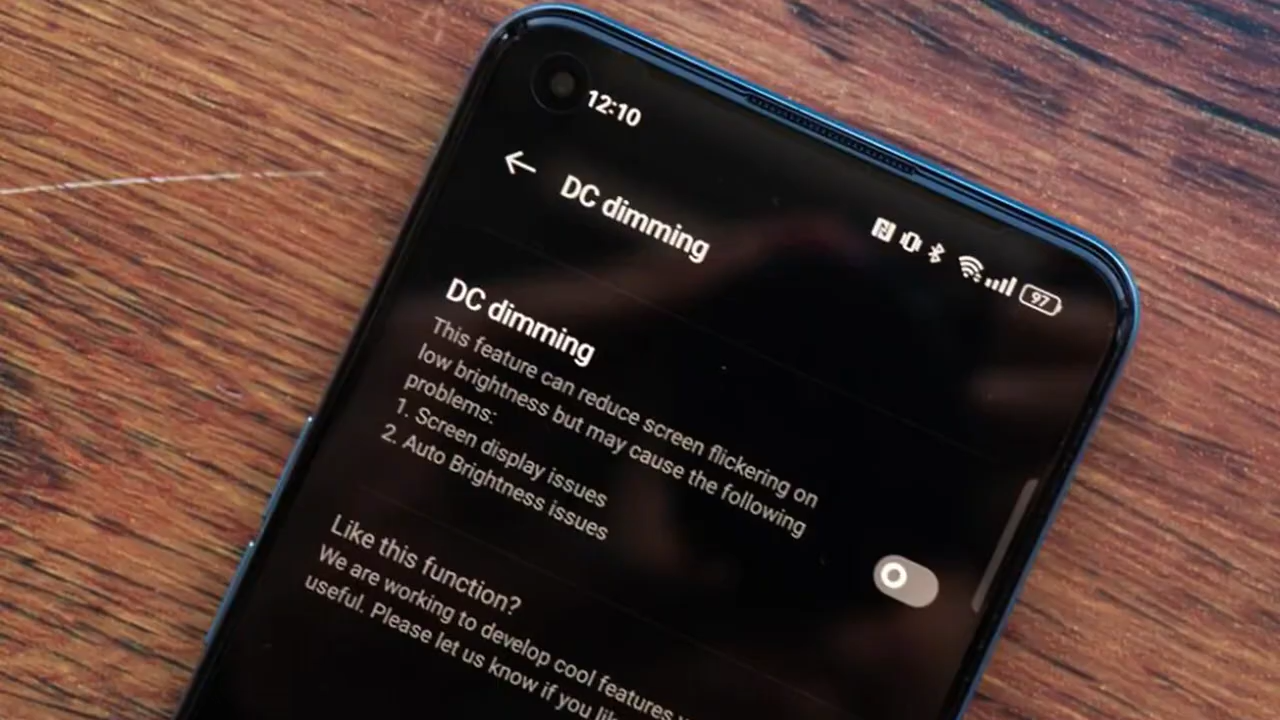 12:10
97
DC dimming
DC dimming
This feature can reduce screen flickering on
low brightness but may cause the following
problems:
1. Screen display issues
2. Auto Brightness issues
Like this function?
We are working to develop cool features
useful. Please let us know if you